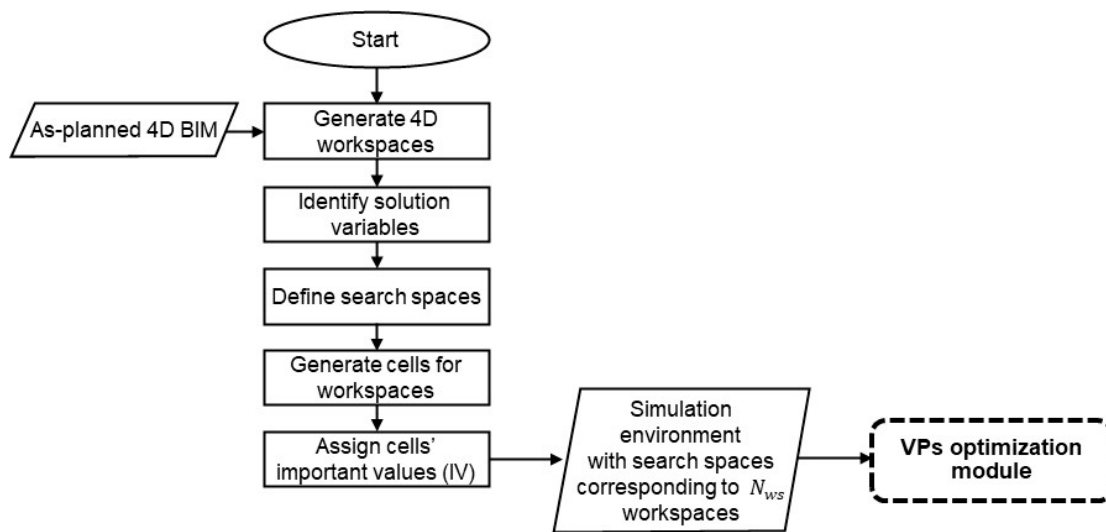 Start
As-planned 4D BIM
Generate 4D
workspaces
Identify solution
variables
Define search spaces
Generate cells for
workspaces
Assign cells'
important values (IV)
Simulation
environment
with search spaces
corresponding to N_ws
workspaces
VPs optimization
module